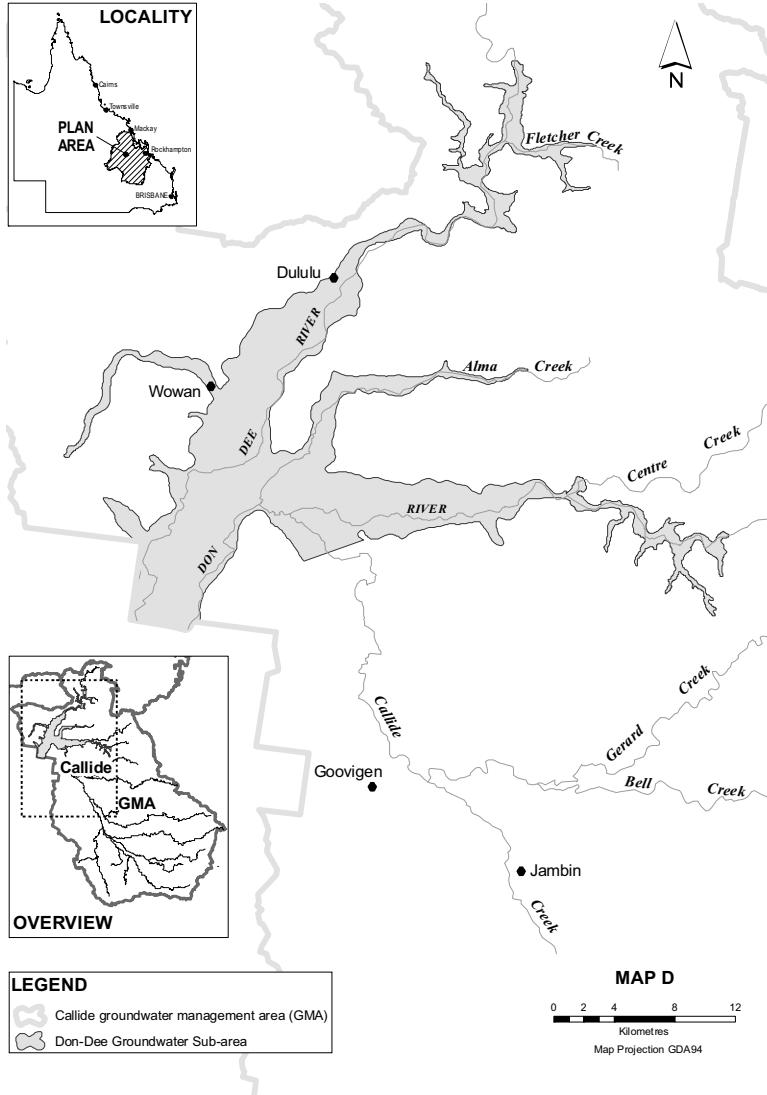 LOCALITY
Cairns
Townsville
PLAN
AREA
Mackay
Rockhampton
BRISBANE
N
Fletcher Creek
Dululu
RIVER
Alma Creek
Wowan
DEE
Centre Creek
RIVER
DON
Callide
Gerard Creek
Goovigen
Bell Creek
Jambin
Creek
Callide
GMA
OVERVIEW
LEGEND
Callide groundwater management area (GMA)
Don-Dee Groundwater Sub-area
MAP D
0 2 4 8 12
Kilometres
Map Projection GDA94